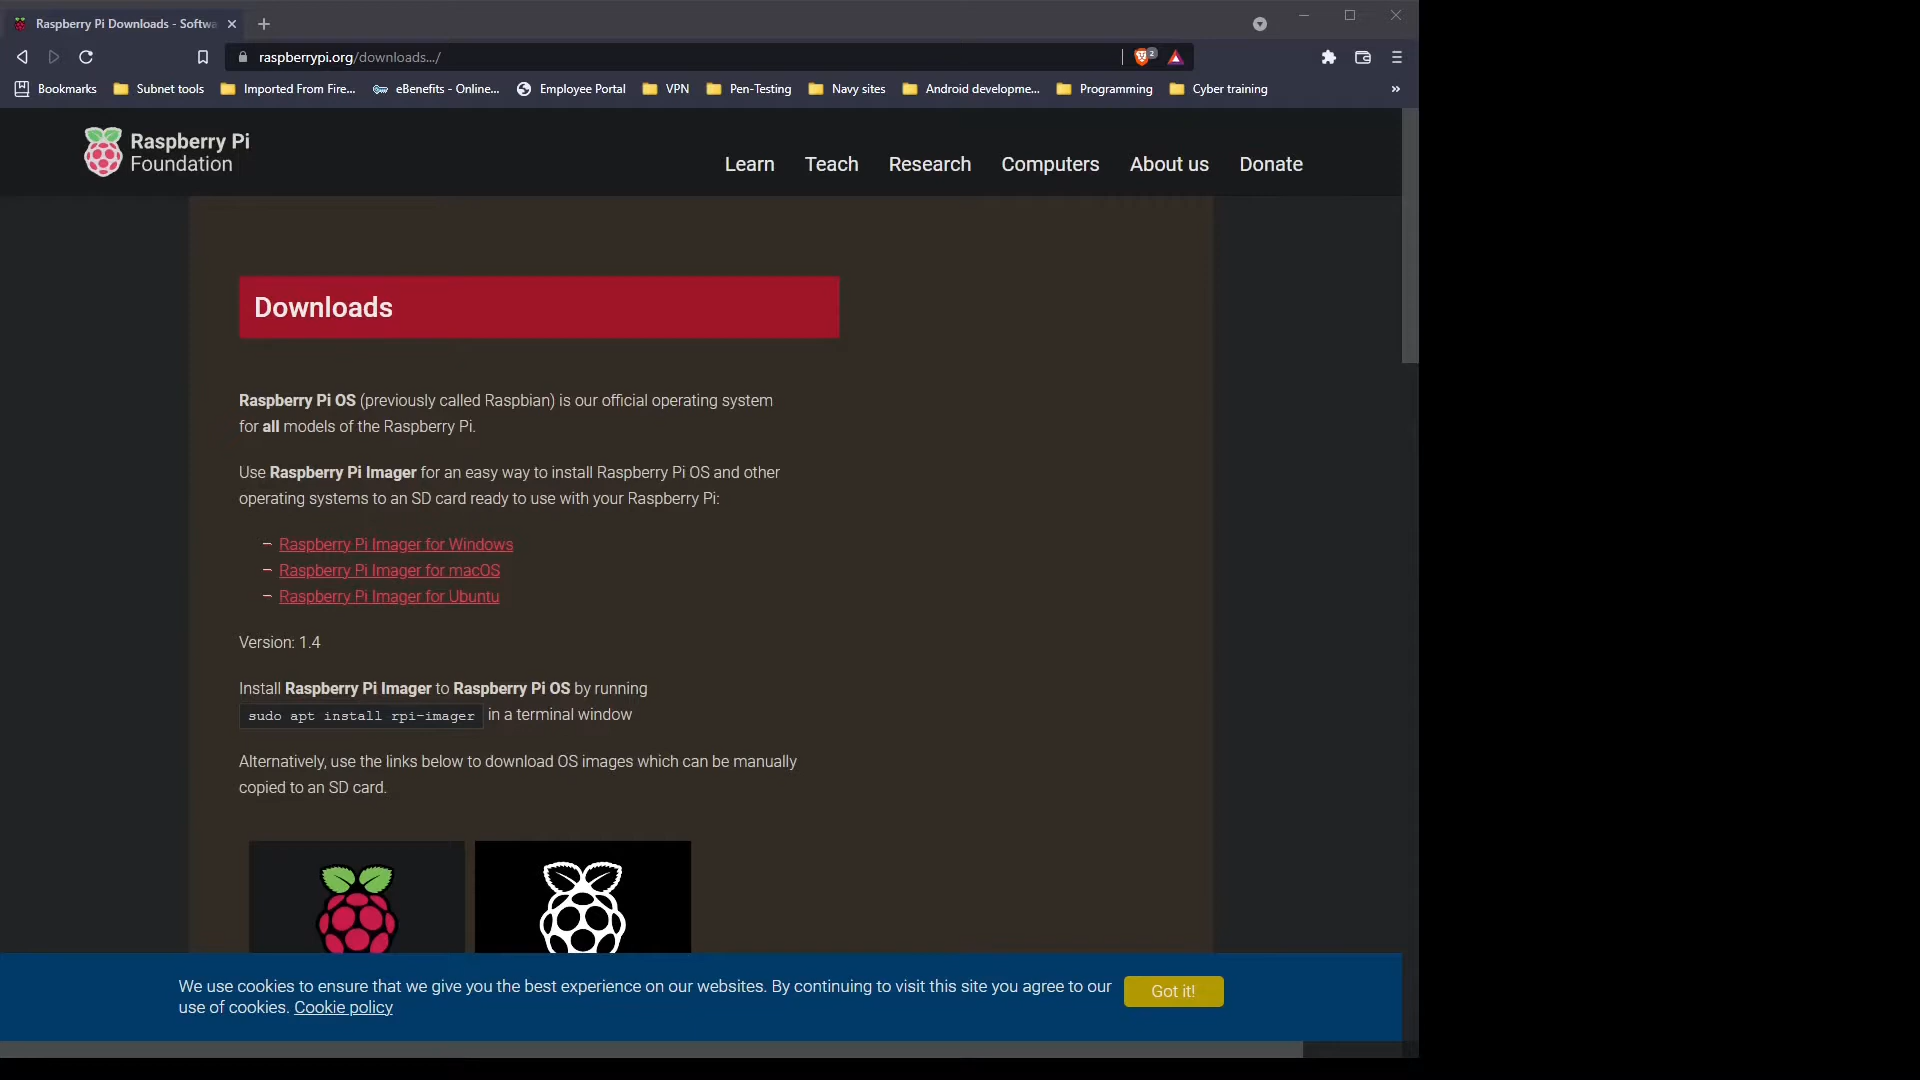 Raspberry Pi Downloads - Softwa
raspberrypi.org/downloads.../
2
Bookmarks
Subnet tools
Imported From Fire...
eBenefits - Online...
Employee Portal
VPN
Pen-Testing
Navy sites
Android developme...
Programming
Cyber training
Raspberry Pi
Foundation
Learn
Teach
Research
Computers
About us
Donate
Downloads
Raspberry Pi OS (previously called Raspbian) is our official operating system
for all models of the Raspberry Pi.
Use Raspberry Pi Imager for an easy way to install Raspberry Pi OS and other
operating systems to an SD card ready to use with your Raspberry Pi:
– Raspberry Pi Imager for Windows
– Raspberry Pi Imager for macOS
– Raspberry Pi Imager for Ubuntu
Version: 1.4
Install Raspberry Pi Imager to Raspberry Pi OS by running
sudo apt install rpi-imager in a terminal window
Alternatively, use the links below to download OS images which can be manually
copied to an SD card.
We use cookies to ensure that we give you the best experience on our websites. By continuing to visit this site you agree to our
use of cookies. Cookie policy
Got it!